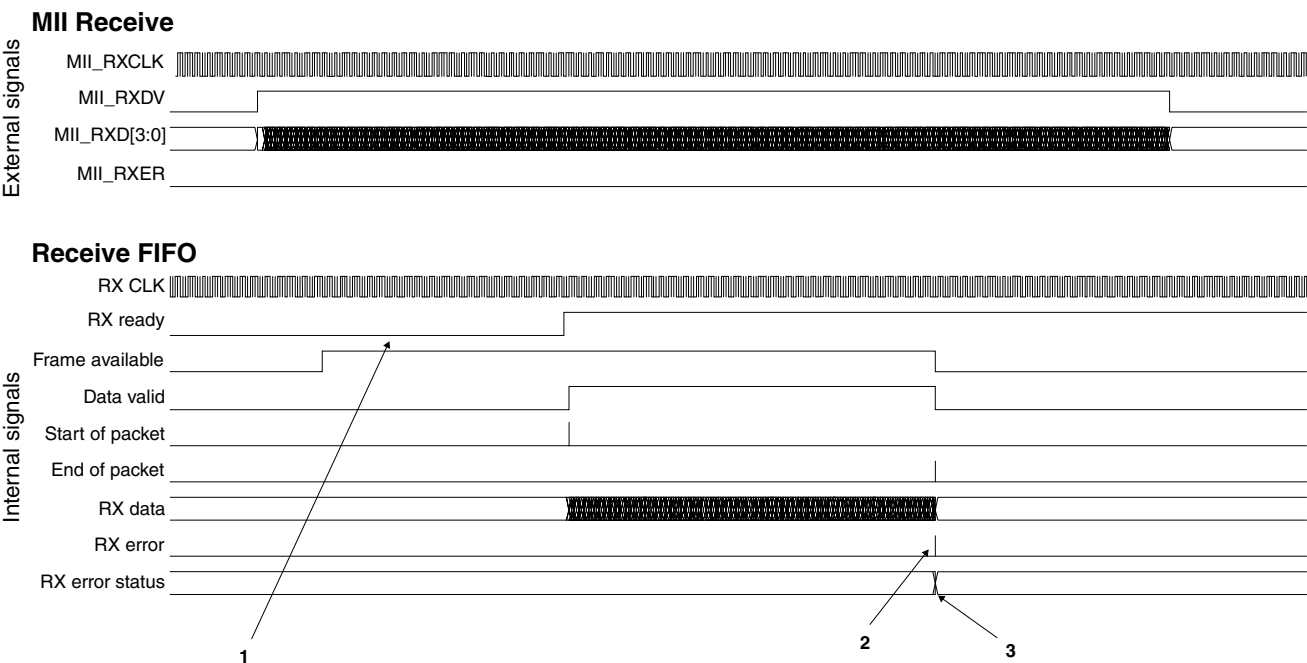 MII Receive
External signals
MII_RXCLK
MII_RXDV
MII_RXD[3:0]
MII_RXER
Receive FIFO
Internal signals
RX CLK
RX ready
Frame available
Data valid
Start of packet
End of packet
RX data
RX error
RX error status
1
2
3